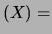 (X) =